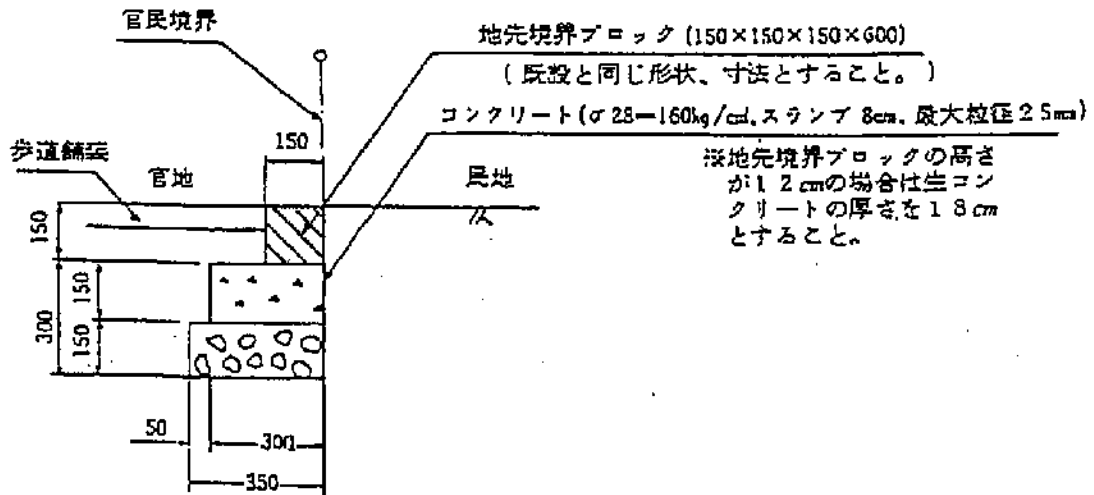 官民境界
地先境界ブロック (150×150×150×600)
(既設と同じ形状、寸法とすること。)
コンクリート(σ28=160kg/cm², スランプ 8cm, 最大粒径25mm)
歩道舗装
官地
150
民地
※地先境界ブロックの高さ
が12cmの場合は生コン
クリートの厚さを18cm
とすること。
150
300
150
150
50
300
350